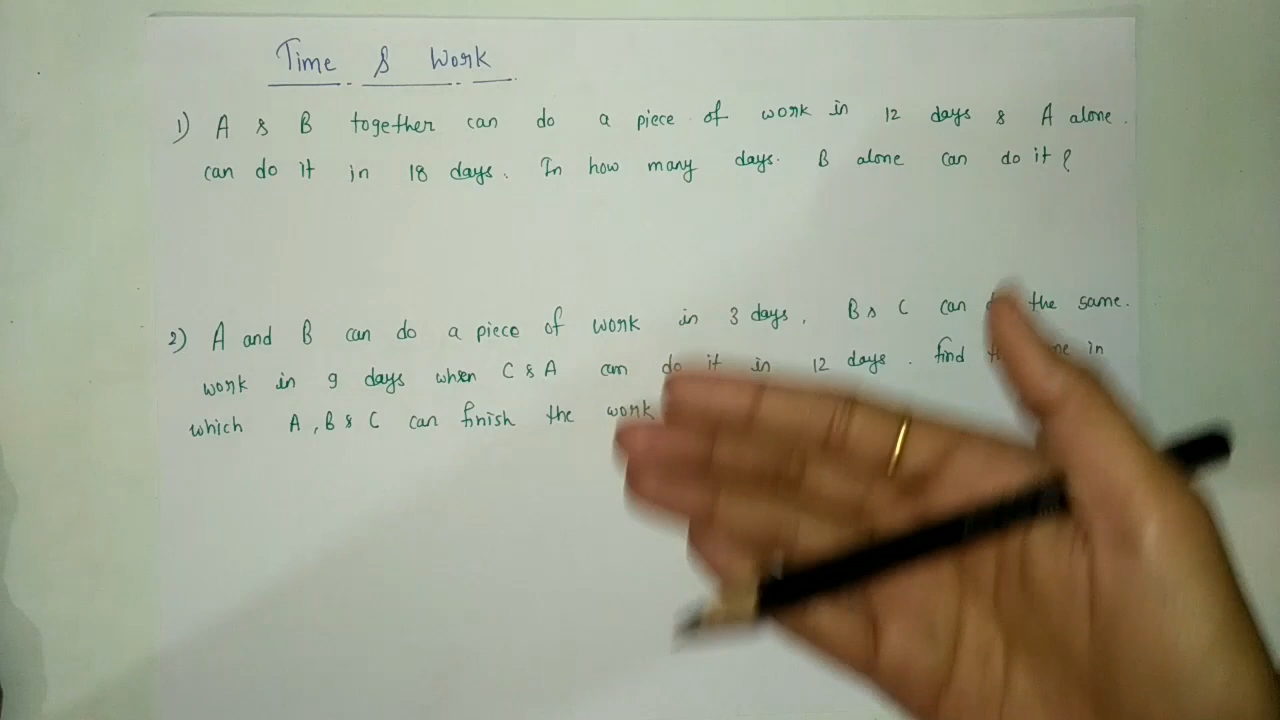 Time & Work
1) A & B together can do a piece of work in 12 days & A alone.
can do it in 18 days. In how many days. B alone can do it ?
2) A and B can do a piece of work in 3 days, B & C can the same.
work in 9 days when C & A can do it in 12 days. find in
which A, B & C can finish the work